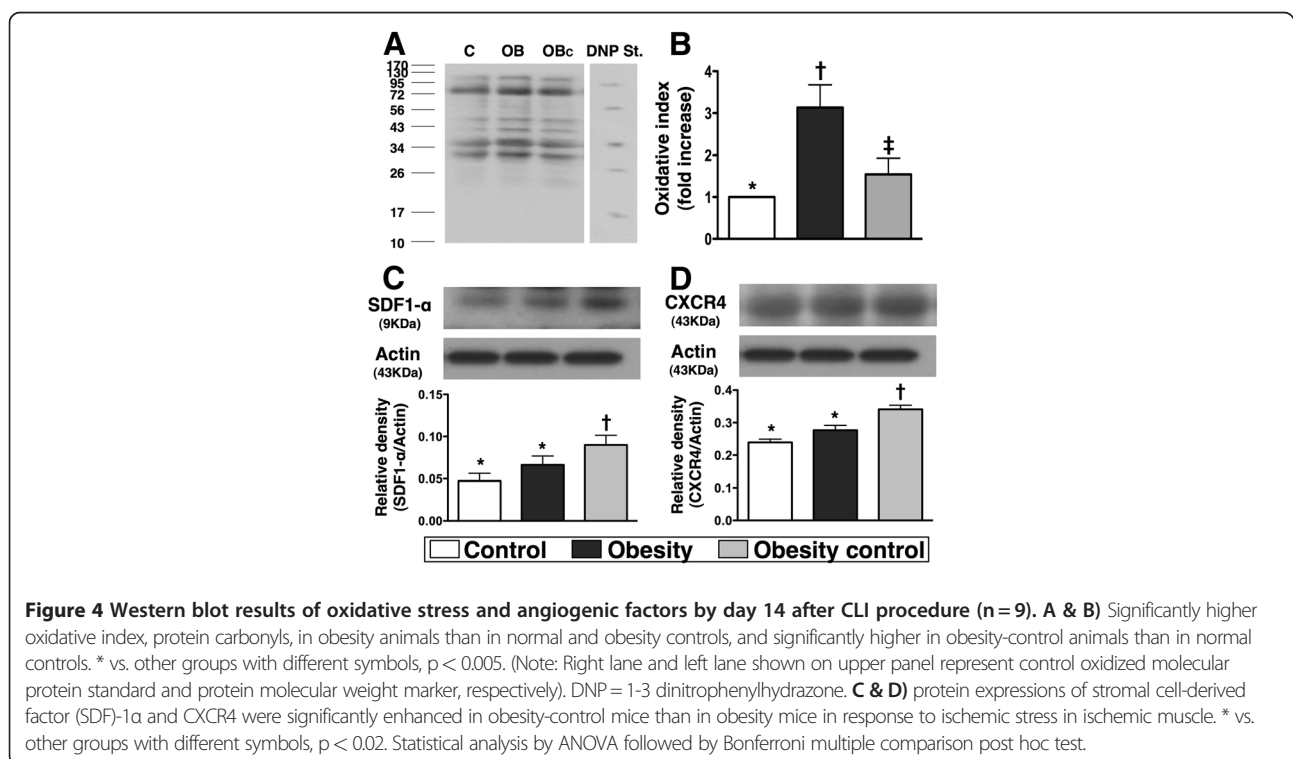 A
C OB OBc DNP St.
170
130
95
72
56
43
34
26
17
10
B
Oxidative index
(fold increase)
4
3
2
1
0
*
†
‡
C
SDF1-α
(9KDa)
Actin
(43KDa)
Relative density
(SDF1-α/Actin)
0.15
0.10
0.05
0.00
*
*
†
D
CXCR4
(43KDa)
Actin
(43KDa)
Relative density
(CXCR4/Actin)
0.4
0.3
0.2
0.1
0.0
*
*
†
Control Obesity Obesity control
Figure 4 Western blot results of oxidative stress and angiogenic factors by day 14 after CLI procedure (n = 9). A & B) Significantly higher
oxidative index, protein carbonyls, in obesity animals than in normal and obesity controls, and significantly higher in obesity-control animals than in normal
controls. * vs. other groups with different symbols, p < 0.005. (Note: Right lane and left lane shown on upper panel represent control oxidized molecular
protein standard and protein molecular weight marker, respectively). DNP = 1-3 dinitrophenylhydrazone. C & D) protein expressions of stromal cell-derived
factor (SDF)-1α and CXCR4 were significantly enhanced in obesity-control mice than in obesity mice in response to ischemic stress in ischemic muscle. * vs.
other groups with different symbols, p < 0.02. Statistical analysis by ANOVA followed by Bonferroni multiple comparison post hoc test.